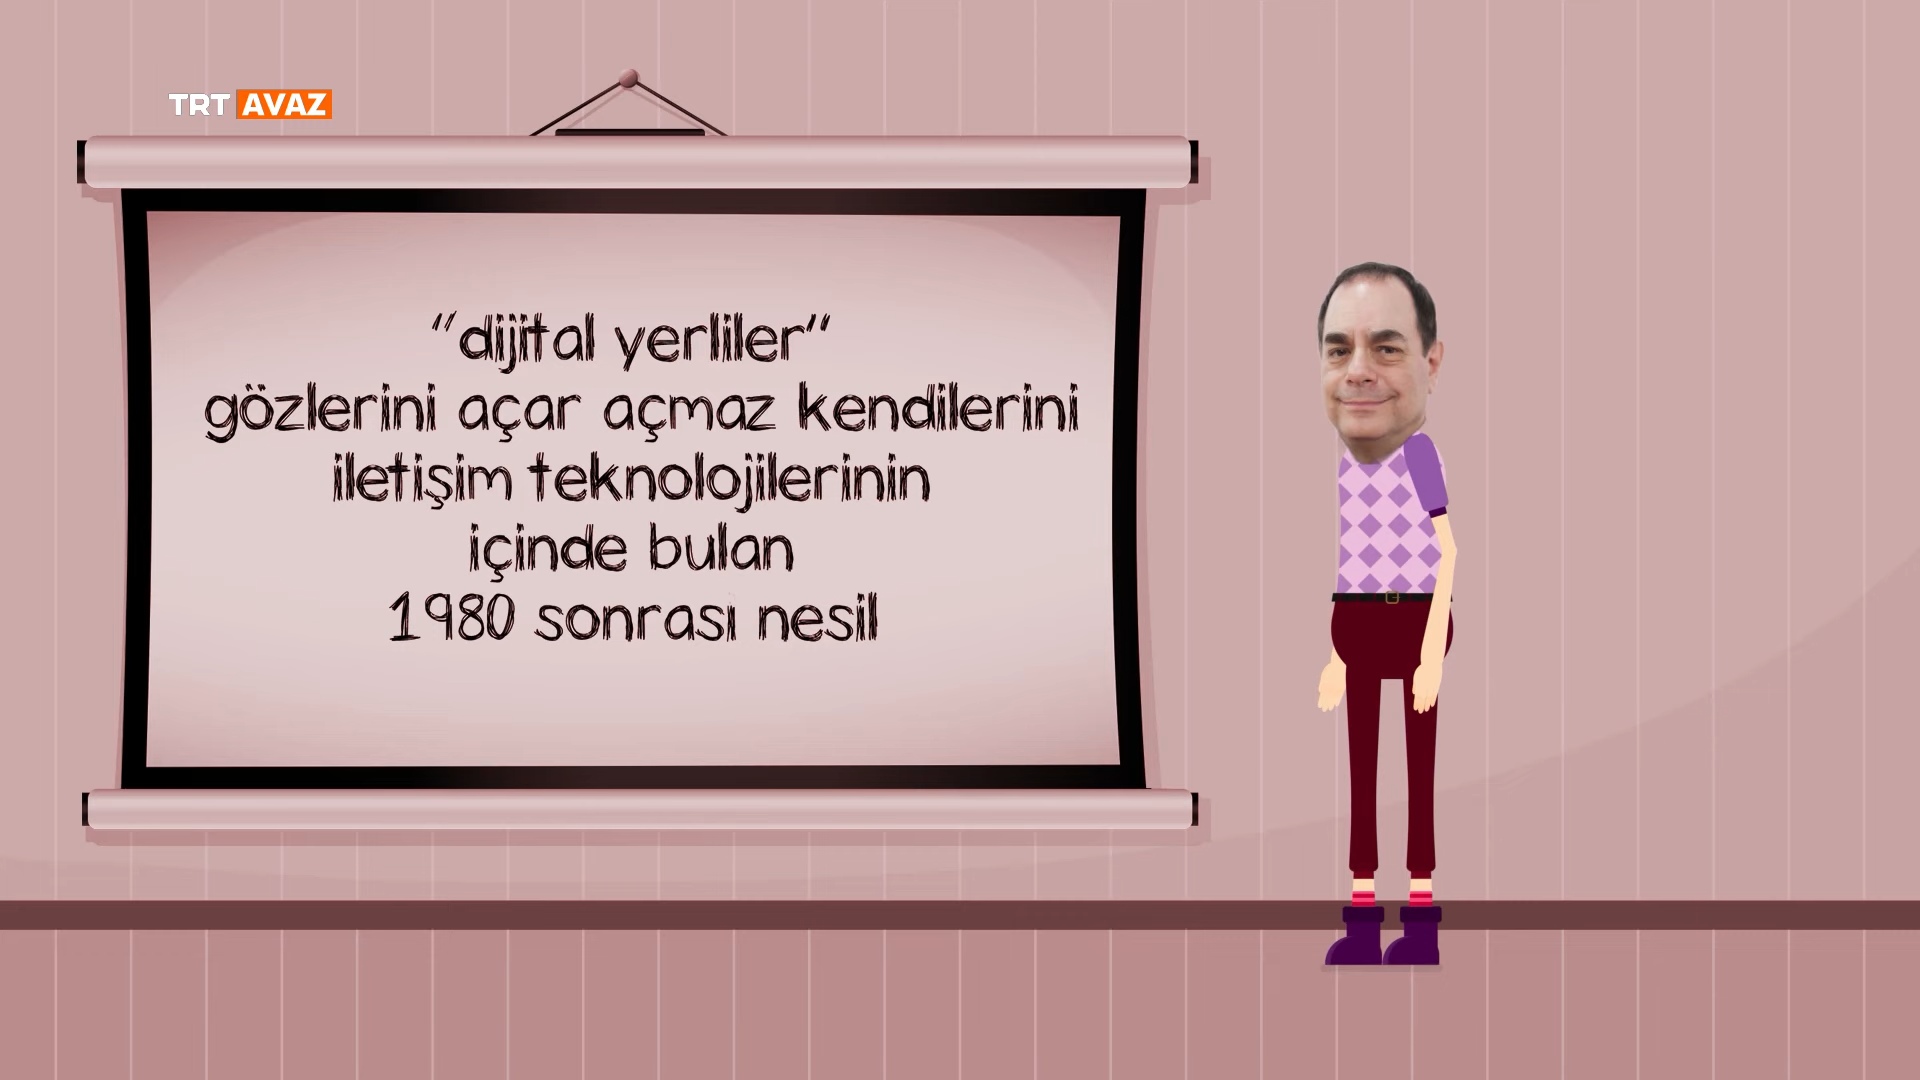 TRT AVAZ
“dijital yerliler”
gözlerini açar açmaz kendilerini
iletişim teknolojilerinin
içinde bulan
1980 sonrası nesil